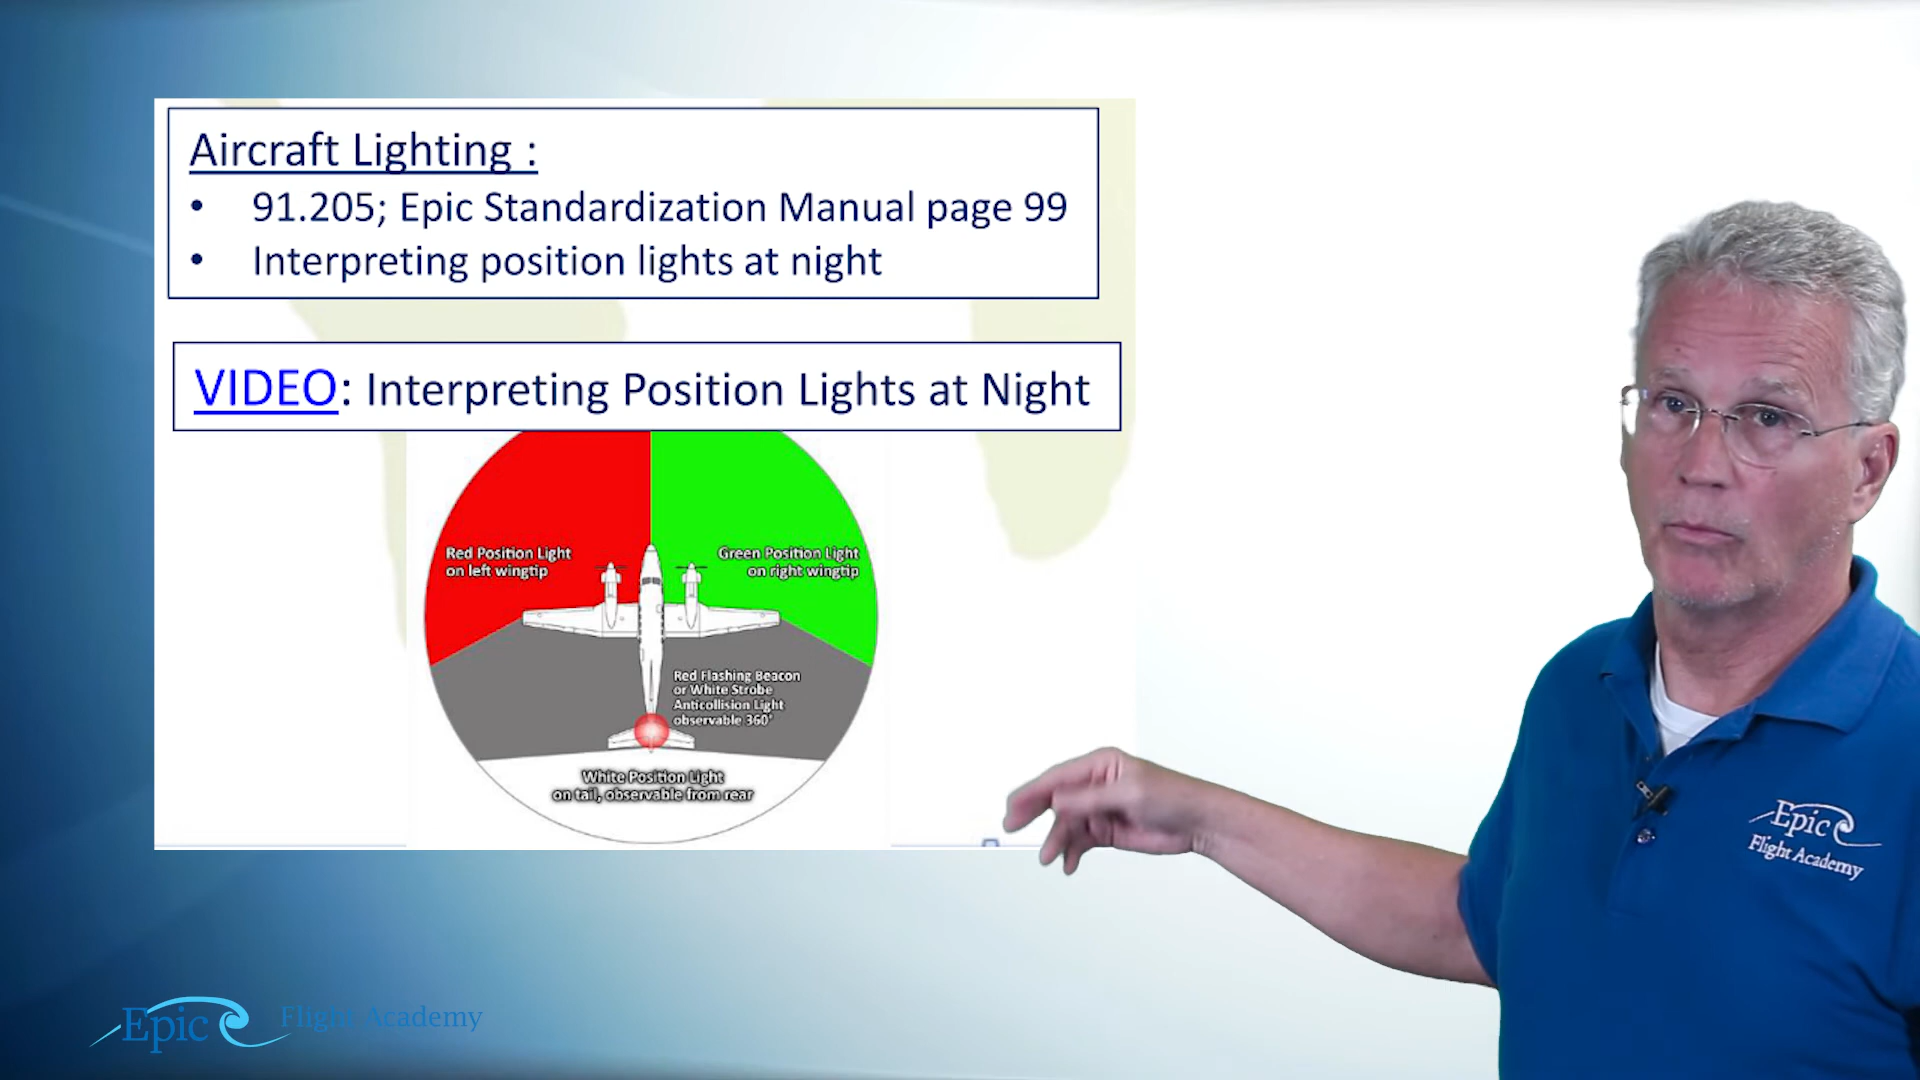 Aircraft Lighting :
• 91.205; Epic Standardization Manual page 99
• Interpreting position lights at night
VIDEO: Interpreting Position Lights at Night
Red Position Light
on left wingtip
Green Position Light
on right wingtip
Red Flashing Beacon
or White Strobe
Anticollision Light
observable 360°
White Position Light
on tail, observable from rear
Epic
Flight Academy
Epic Flight Academy